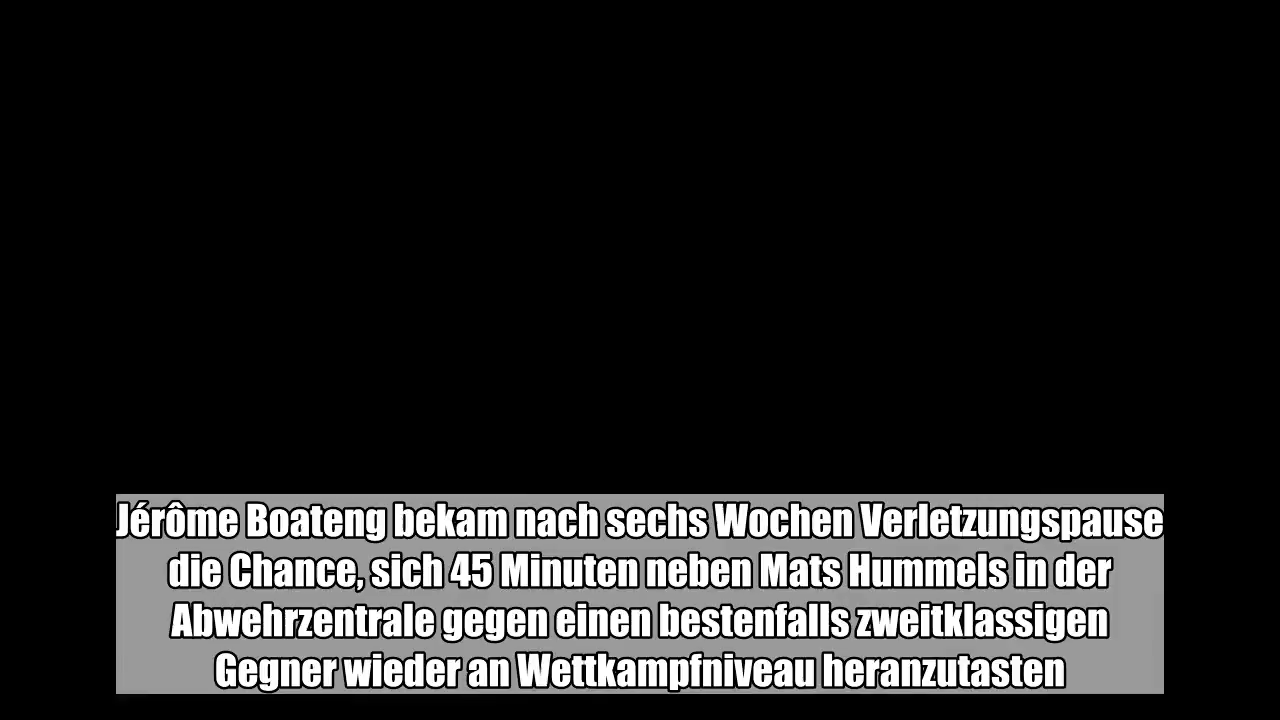 Jérôme Boateng bekam nach sechs Wochen Verletzungspause
die Chance, sich 45 Minuten neben Mats Hummels in der
Abwehrzentrale gegen einen bestenfalls zweitklassigen
Gegner wieder an Wettkampfniveau heranzutasten